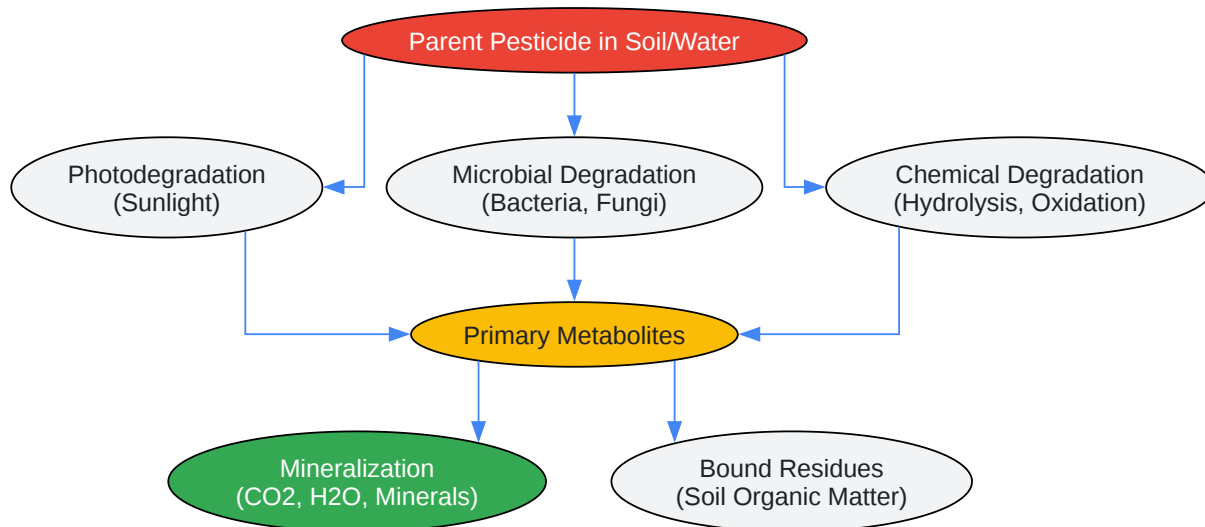 Parent Pesticide in Soil/Water
Photodegradation
(Sunlight)
Microbial Degradation
(Bacteria, Fungi)
Chemical Degradation
(Hydrolysis, Oxidation)
Primary Metabolites
Mineralization
(CO2, H2O, Minerals)
Bound Residues
(Soil Organic Matter)